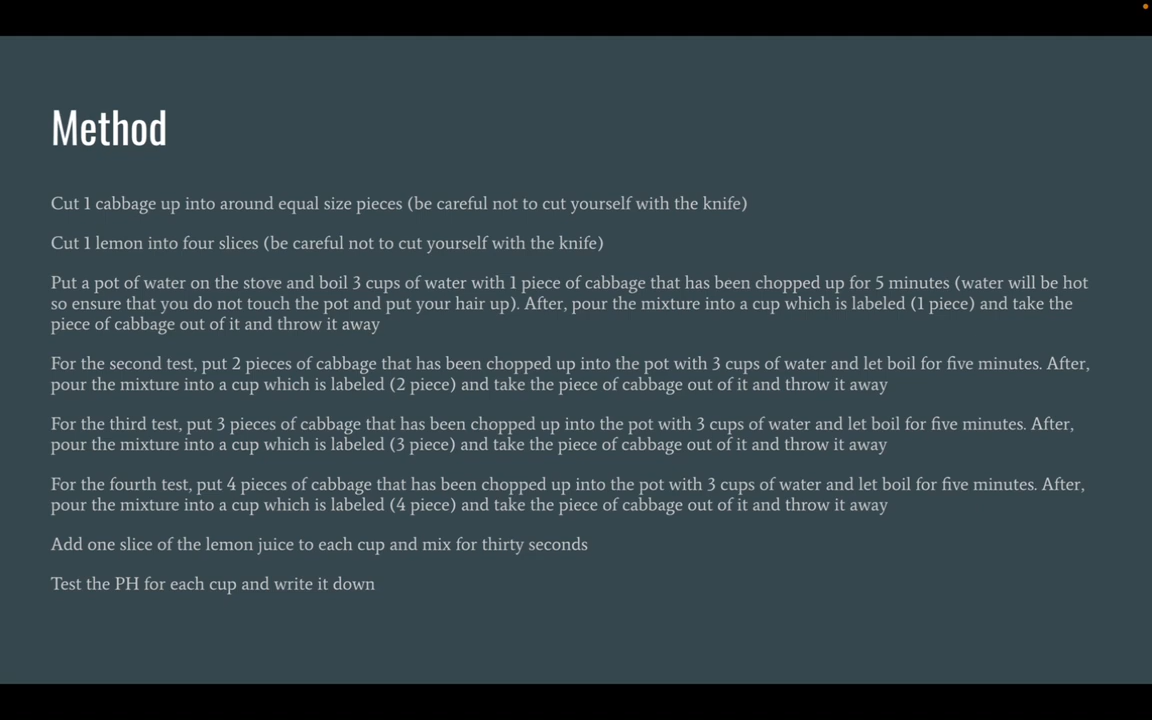 Method
Cut 1 cabbage up into around equal size pieces (be careful not to cut yourself with the knife)
Cut 1 lemon into four slices (be careful not to cut yourself with the knife)
Put a pot of water on the stove and boil 3 cups of water with 1 piece of cabbage that has been chopped up for 5 minutes (water will be hot
so ensure that you do not touch the pot and put your hair up). After, pour the mixture into a cup which is labeled (1 piece) and take the
piece of cabbage out of it and throw it away
For the second test, put 2 pieces of cabbage that has been chopped up into the pot with 3 cups of water and let boil for five minutes. After,
pour the mixture into a cup which is labeled (2 piece) and take the piece of cabbage out of it and throw it away
For the third test, put 3 pieces of cabbage that has been chopped up into the pot with 3 cups of water and let boil for five minutes. After,
pour the mixture into a cup which is labeled (3 piece) and take the piece of cabbage out of it and throw it away
For the fourth test, put 4 pieces of cabbage that has been chopped up into the pot with 3 cups of water and let boil for five minutes. After,
pour the mixture into a cup which is labeled (4 piece) and take the piece of cabbage out of it and throw it away
Add one slice of the lemon juice to each cup and mix for thirty seconds
Test the PH for each cup and write it down